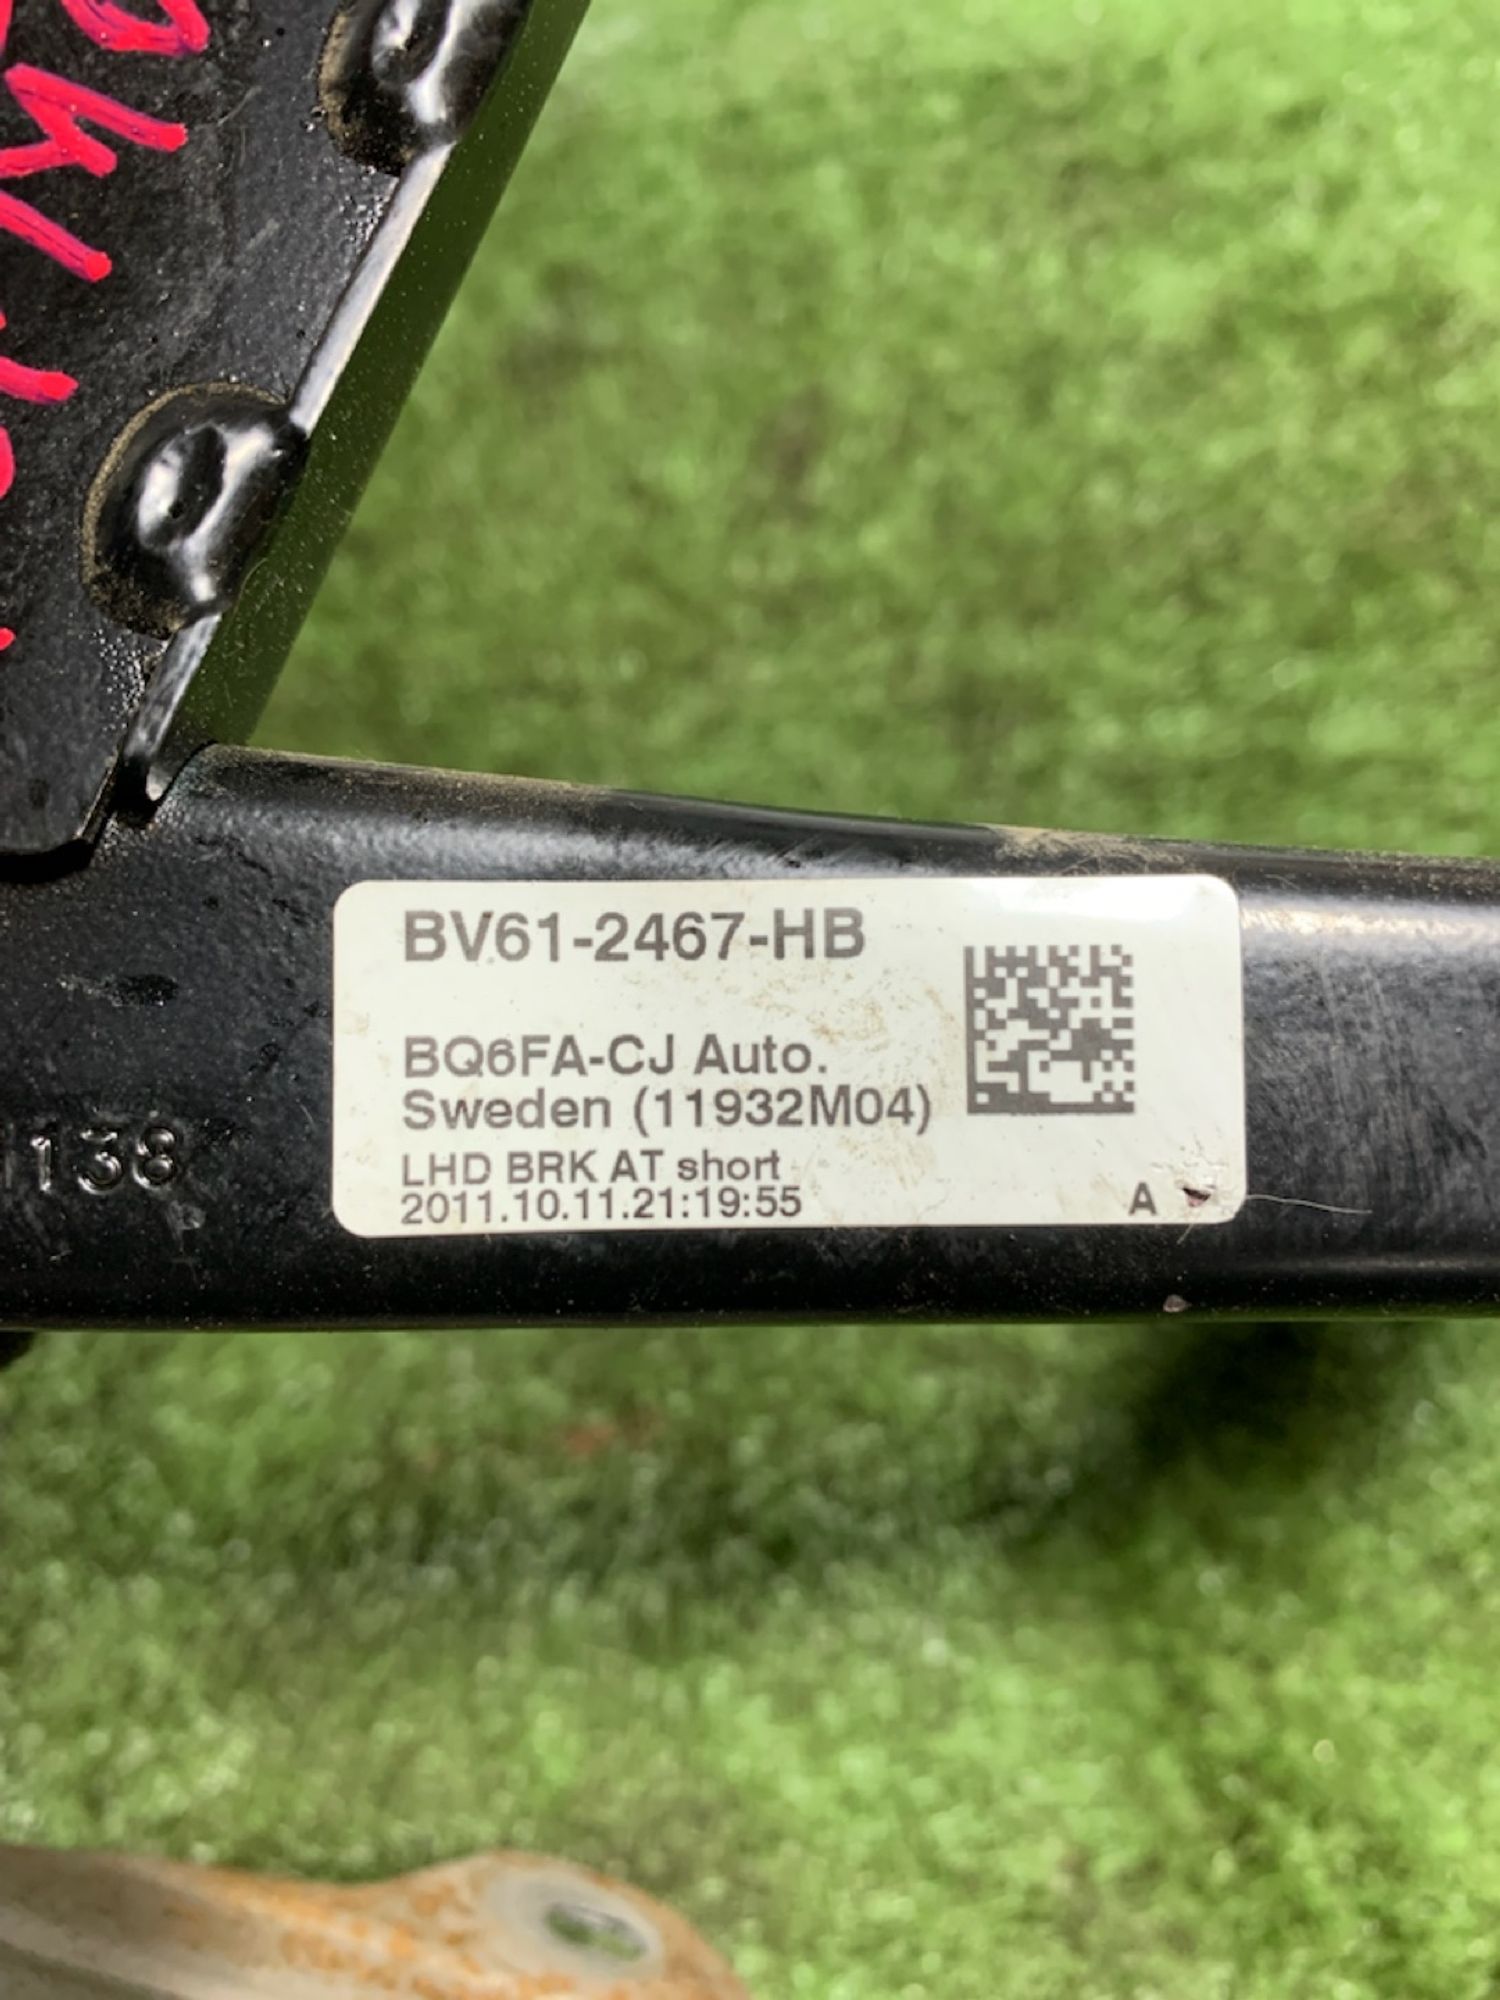 BV61-2467-HB
BQ6FA-CJ Auto.
Sweden (11932M04)
LHD BRK AT short
2011.10.11.21:19:55
A
138